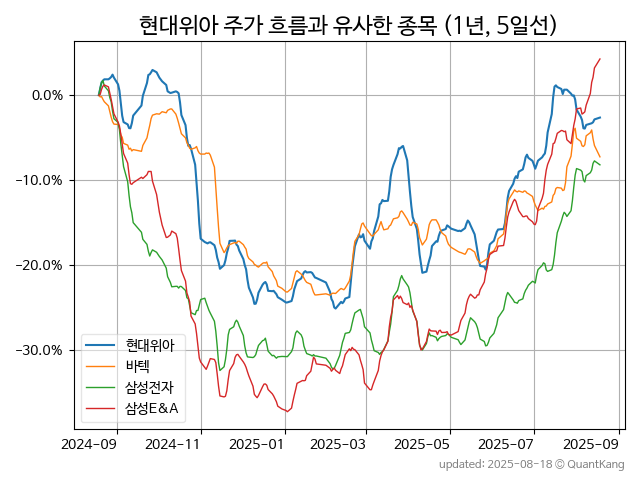 현대위아 주가 흐름과 유사한 종목 (1년, 5일선)
0.0%
−10.0%
−20.0%
−30.0%
현대위아
바텍
삼성전자
삼성E&A
2024-09 2024-11 2025-01 2025-03 2025-05 2025-07 2025-09
updated: 2025-08-18 © QuantKang